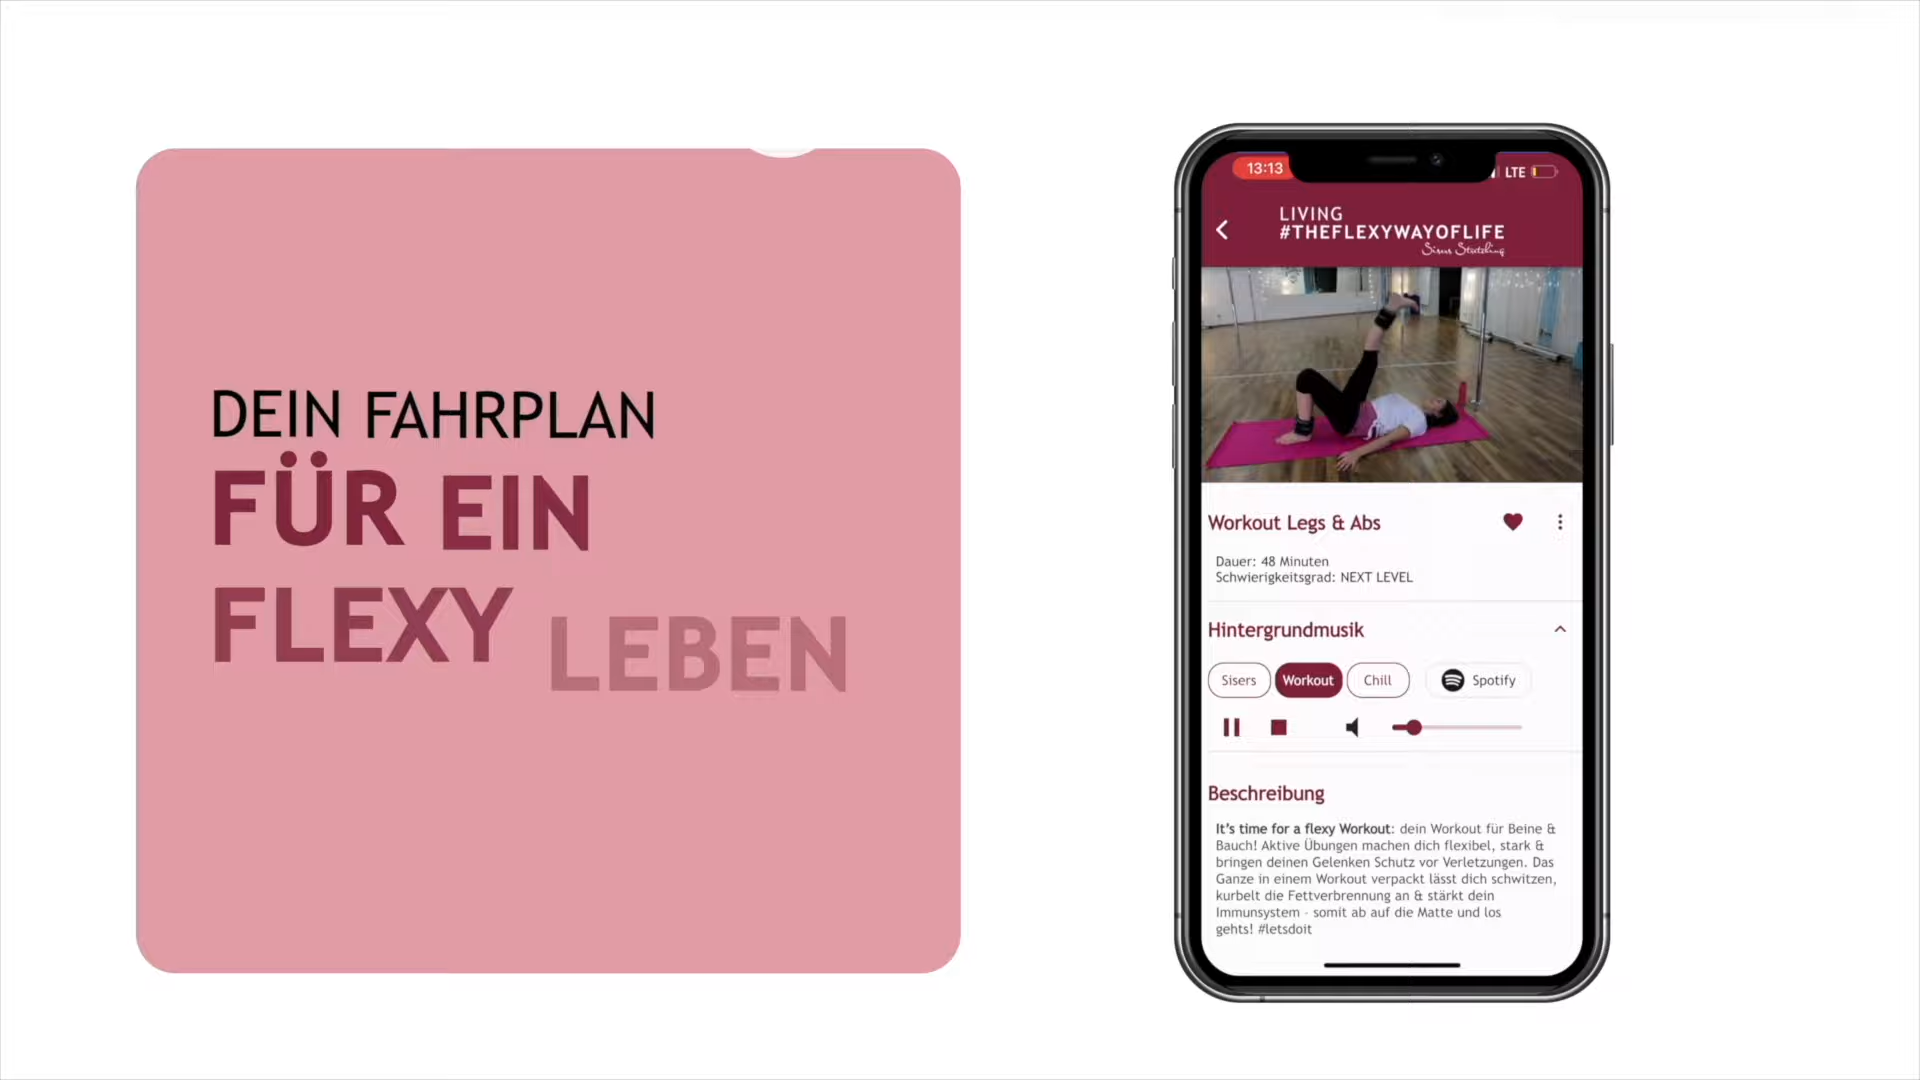 DEIN FAHRPLAN
FÜR EIN
FLEXY LEBEN
13:13
LTE
LIVING
#THEFLEXYWAYOFLIFE
Sisers Stretching
Workout Legs & Abs
Dauer: 48 Minuten
Schwierigkeitsgrad: NEXT LEVEL
Hintergrundmusik
Sisers Workout Chill Spotify
Beschreibung
It's time for a flexy Workout: dein Workout für Beine &
Bauch! Aktive Übungen machen dich flexibel, stark &
bringen deinen Gelenken Schutz vor Verletzungen. Das
Ganze in einem Workout verpackt lässt dich schwitzen,
kurbelt die Fettverbrennung an & stärkt dein
Immunsystem - somit ab auf die Matte und los
gehts! #letsdoit